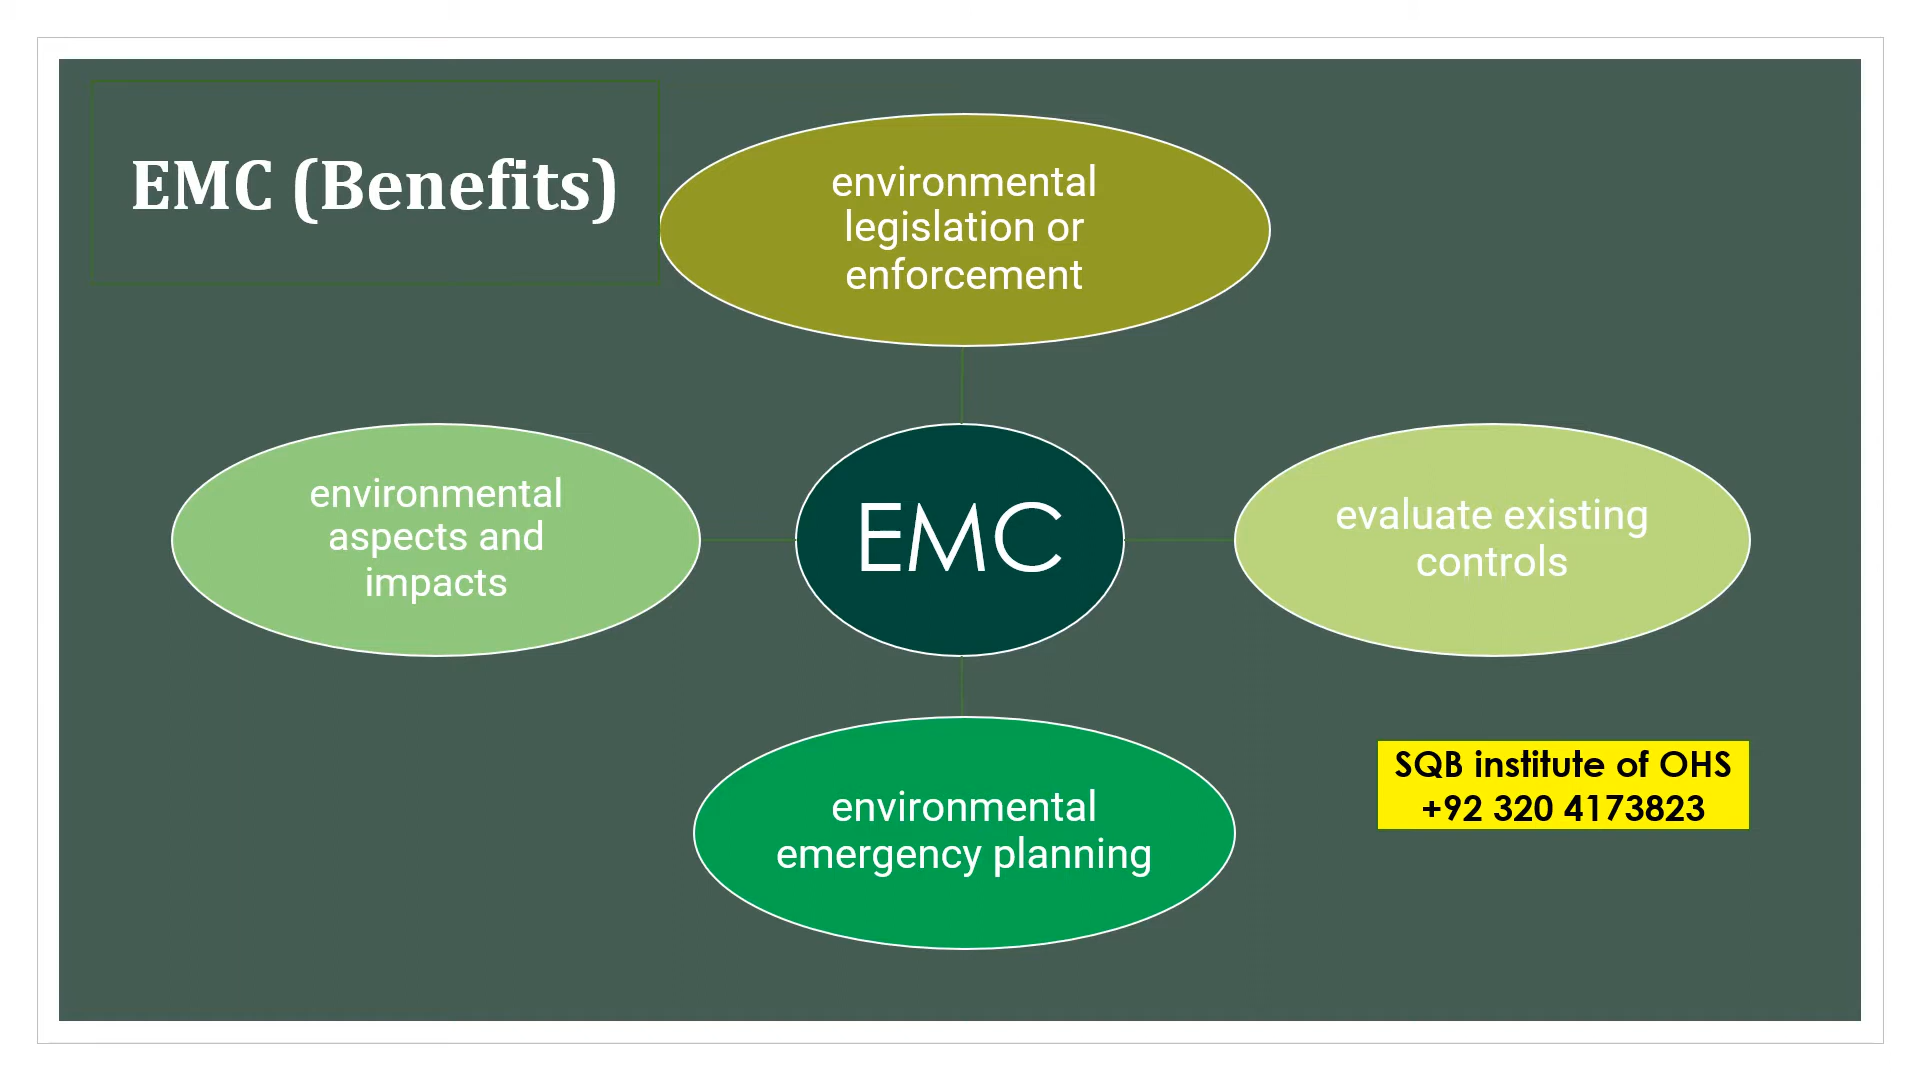 EMC (Benefits)
environmental
legislation or
enforcement
environmental
aspects and
impacts
EMC
evaluate existing
controls
environmental
emergency planning
SQB institute of OHS
+92 320 4173823